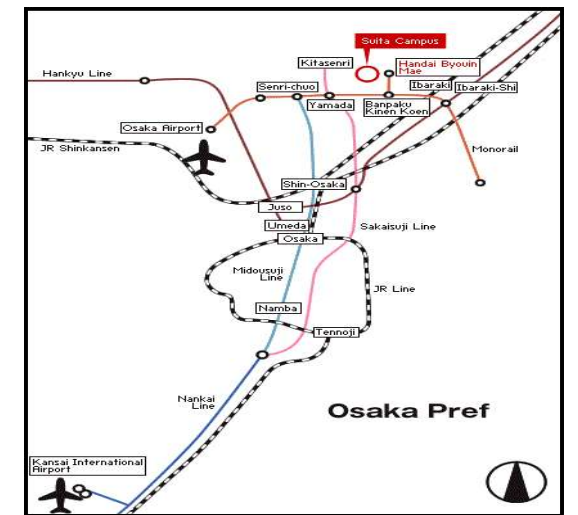 Suita Campus
Kitasenri
Handai Byouin
Mae
Hankyu Line
Senri-chuo
Ibaraki
Ibaraki-Shi
Yamada
Banpaku
Kinen Koen
Osaka Airport
JR Shinkansen
Monorail
Shin-Osaka
Juso
Umeda
Sakaisuji Line
Osaka
Midousuji
Line
JR Line
Namba
Tennoji
Nankai
Line
Osaka Pref
Kansai International
Airport